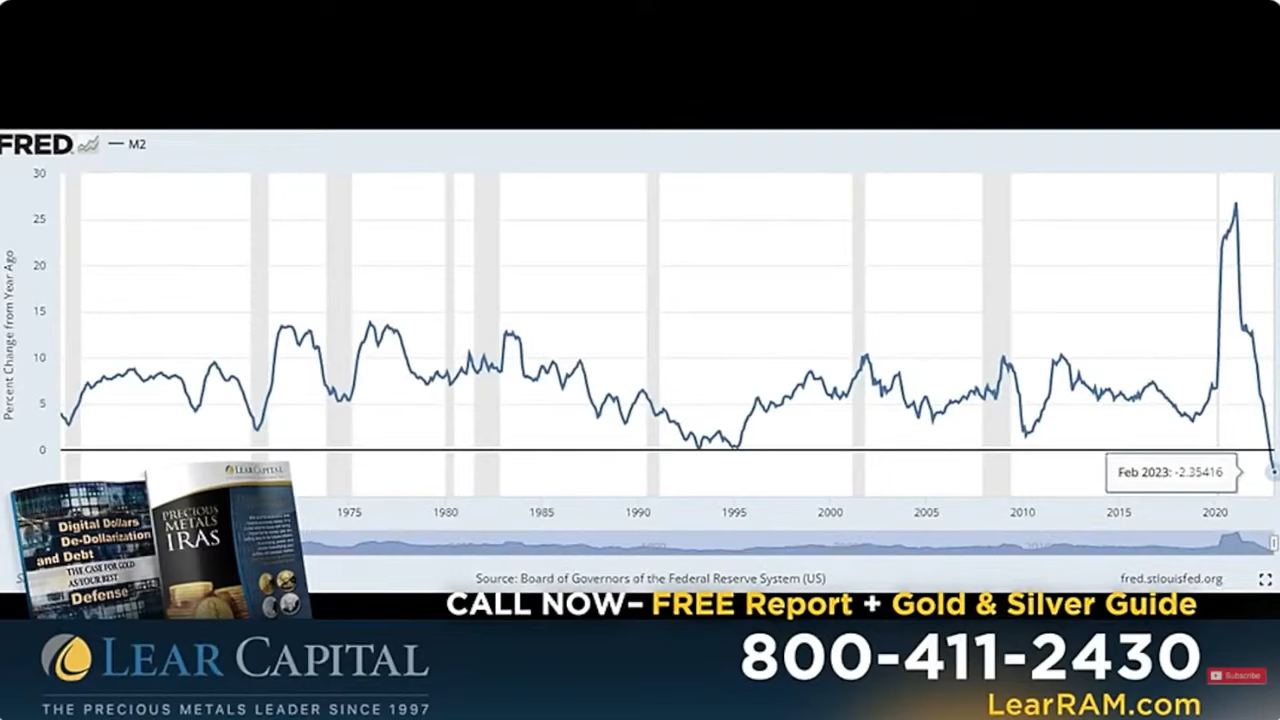 FRED
M2
30
25
20
15
10
5
0
Percent Change from Year Ago
Feb 2023: -2.35416
1975
1980
1985
1990
1995
2000
2005
2010
2015
2020
Source: Board of Governors of the Federal Reserve System (US)
fred.stlouisfed.org
Digital Dollars
De-Dollarization
and Debt
THE CASE FOR GOLD
AS YOUR BEST
Defense
LEAR CAPITAL
PRECIOUS
METALS
IRAS
CALL NOW– FREE Report + Gold & Silver Guide
LEAR CAPITAL
THE PRECIOUS METALS LEADER SINCE 1997
800-411-2430
Subscribe
LearRAM.com